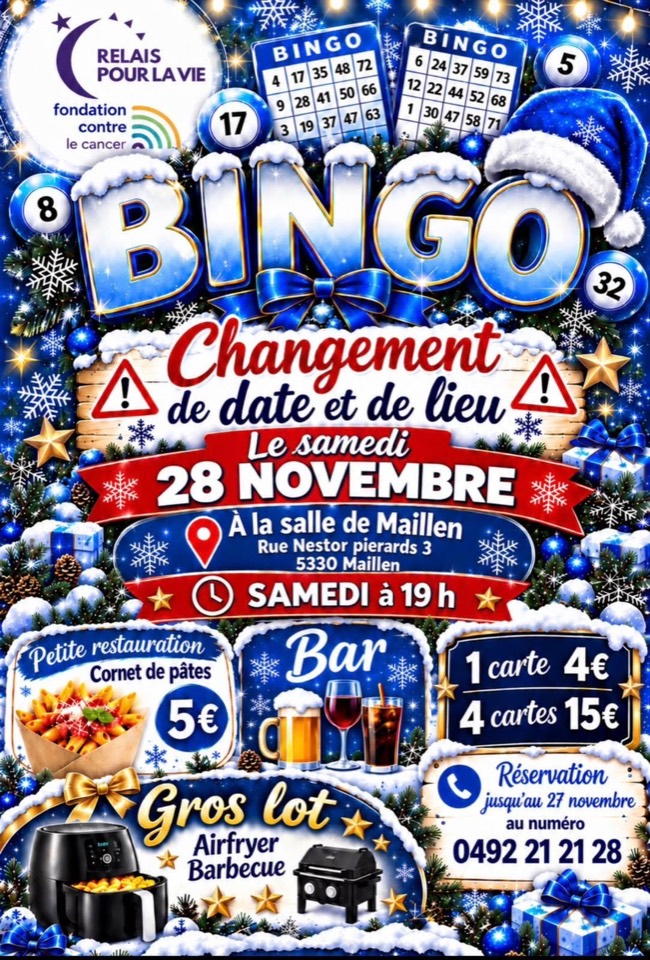 RELAIS
POUR LA VIE
fondation
contre
le cancer
BINGO
4 17 35 48 72
9 28 41 50 66
3 19 37 47 63
BINGO
6 24 37 59 73
12 22 44 52 68
1 30 47 58 71
5
17
8
32
BINGO
Changement
de date et de lieu
Le samedi
28 NOVEMBRE
À la salle de Maillen
Rue Nestor pierards 3
5330 Maillen
SAMEDI à 19 h
Petite restauration
Cornet de pâtes
5€
Bar
1 carte 4€
4 cartes 15€
Réservation
jusqu'au 27 novembre
au numéro
0492 21 21 28
Gros lot
Airfryer
Barbecue